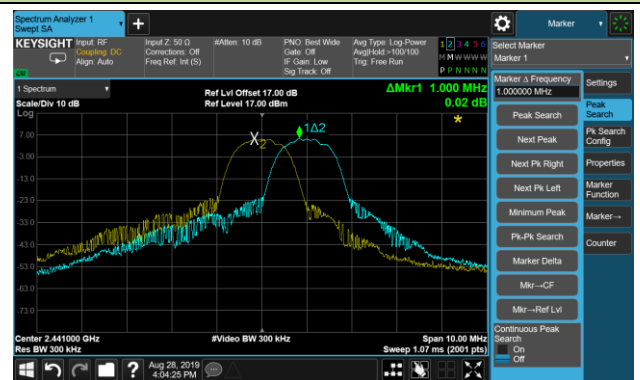 Spectrum Analyzer 1
Swept SA
Marker
KEYSIGHT
Input: RF
Coupling: DC
Align: Auto
Input Z: 50 Ω
Corrections: Off
Freq Ref: Int (S)
#Atten: 10 dB
PNO: Best Wide
Gate: Off
IF Gain: Low
Sig Track: Off
Avg Type: Log-Power
Avg|Hold:>100/100
Trig: Free Run
1 2 3 4 5 6
M M W W W W
P P N N N N
LXI
Select Marker
Marker 1
1 Spectrum
Scale/Div 10 dB
Log
Ref Lvl Offset 17.00 dB
Ref Level 17.00 dBm
ΔMkr1 1.000 MHz
0.02 dB
Marker Δ Frequency
1.000000 MHz
Settings
Peak Search
Peak
Search
Next Peak
Pk Search
Config
Next Pk Right
Properties
Next Pk Left
Marker
Function
Minimum Peak
Marker→
Pk-Pk Search
Counter
Marker Delta
Mkr→CF
Mkr→Ref Lvl
Continuous Peak
Search
On
Off
7.00
-3.00
-13.0
-23.0
-33.0
-43.0
-53.0
-63.0
-73.0
X2
1Δ2
*
Center 2.441000 GHz
Res BW 300 kHz
#Video BW 300 kHz
Span 10.00 MHz
Sweep 1.07 ms (2001 pts)
?
Aug 28, 2019
4:04:25 PM